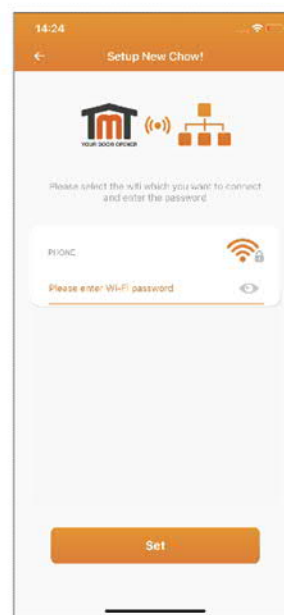 14:24
Setup New Chow!
TMT
YOUR DOOR OPENER
Please select the wifi which you want to connect
and enter the password
PHONE
Please enter Wi-Fi password
Set